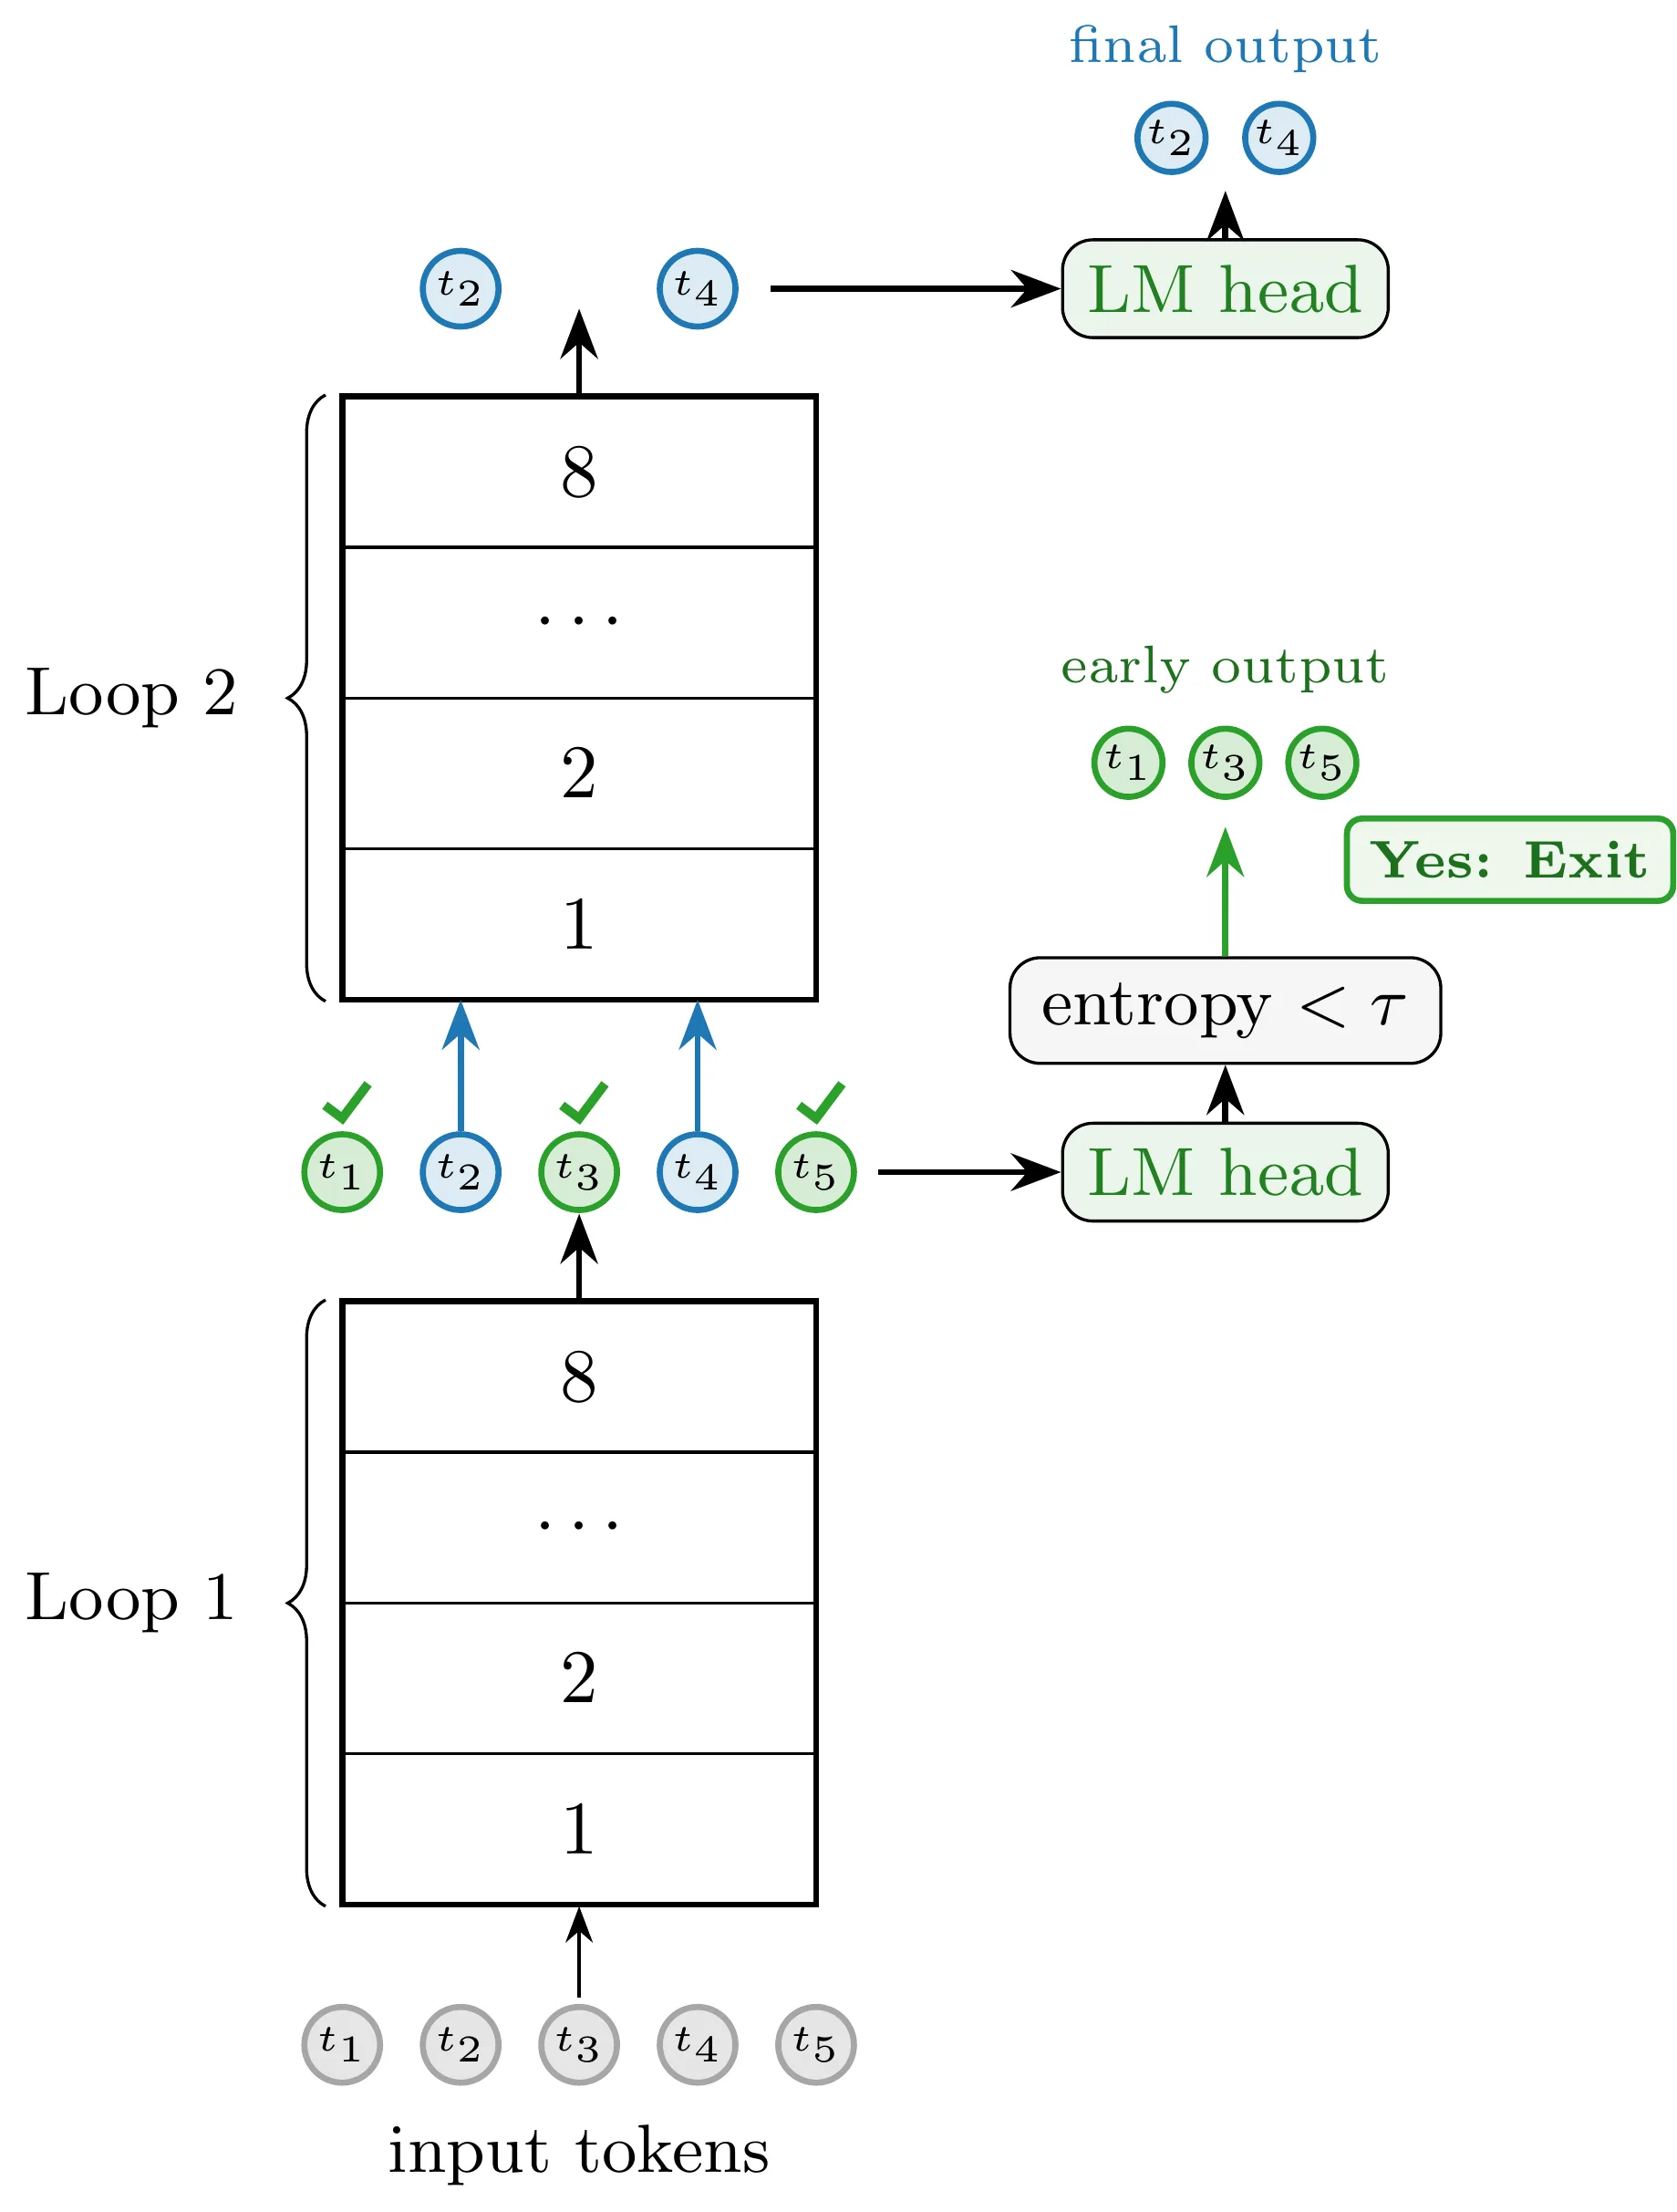 final output
t2 t4
t2 t4
LM head
8
...
Loop 2
2
1
early output
t1 t3 t5
Yes: Exit
entropy < τ
t1 t2 t3 t4 t5
LM head
8
...
Loop 1
2
1
t1 t2 t3 t4 t5
input tokens